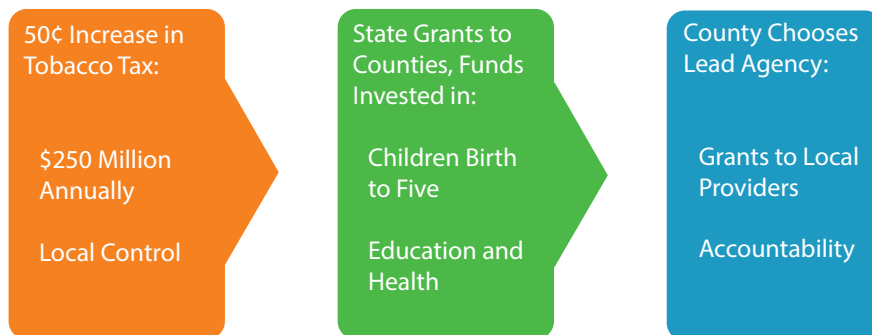 50¢ Increase in
Tobacco Tax:
$250 Million
Annually
Local Control
State Grants to
Counties, Funds
Invested in:
Children Birth
to Five
Education and
Health
County Chooses
Lead Agency:
Grants to Local
Providers
Accountability